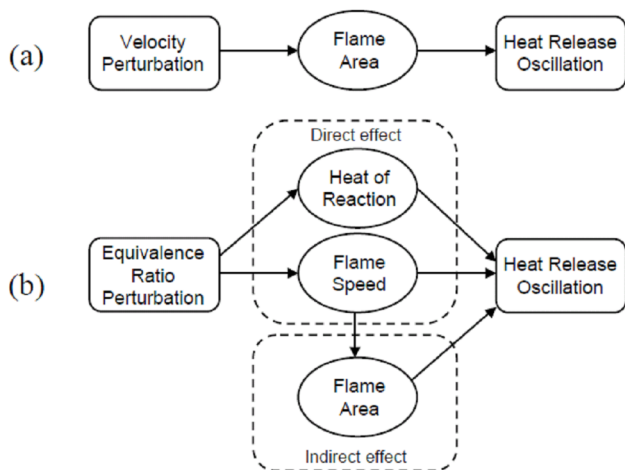 (a)
Velocity
Perturbation
Flame
Area
Heat Release
Oscillation
(b)
Direct effect
Heat of
Reaction
Equivalence
Ratio
Perturbation
Flame
Speed
Heat Release
Oscillation
Flame
Area
Indirect effect